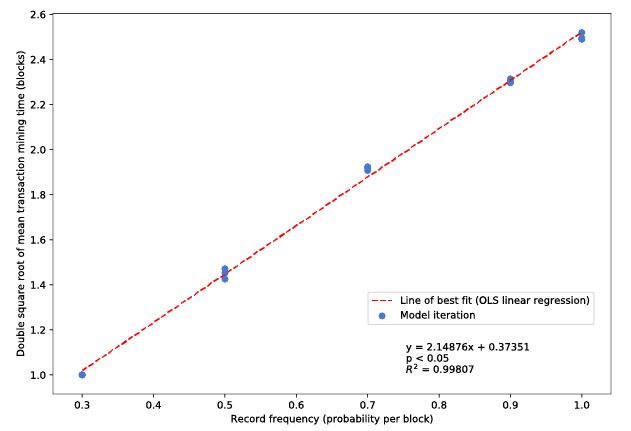 2.6
2.4
2.2
2.0
1.8
1.6
1.4
1.2
1.0
Double square root of mean transaction mining time (blocks)
Line of best fit (OLS linear regression)
Model iteration
y = 2.14876x + 0.37351
p < 0.05
R² = 0.99807
0.3 0.4 0.5 0.6 0.7 0.8 0.9 1.0
Record frequency (probability per block)